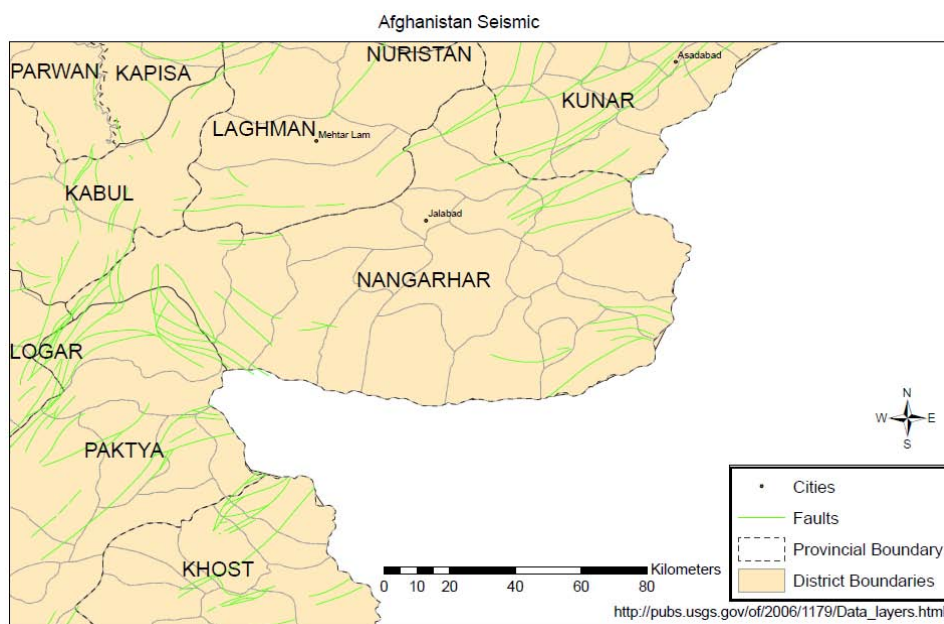 Afghanistan Seismic
NURISTAN
PARWAN
KAPISA
Asadabad
KUNAR
LAGHMAN
Mehtar Lam
KABUL
Jalabad
NANGARHAR
LOGAR
PAKTYA
KHOST
N
W
E
S
Cities
Faults
Provincial Boundary
District Boundaries
Kilometers
0 10 20 40 60 80
http://pubs.usgs.gov/of/2006/1179/Data_layers.html